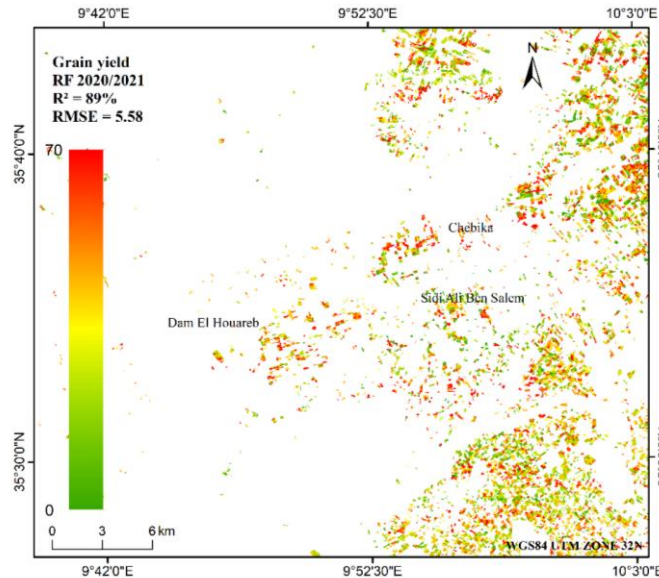 9°42'0"E 9°52'30"E 10°3'0"E
Grain yield
RF 2020/2021
R² = 89%
RMSE = 5.58
N
70
35°40'0"N
Chebika
Sidi Ali Ben Salem
Dam El Houareb
35°30'0"N
0
0 3 6 km
WGS84 UTM ZONE 32N
9°42'0"E 9°52'30"E 10°3'0"E